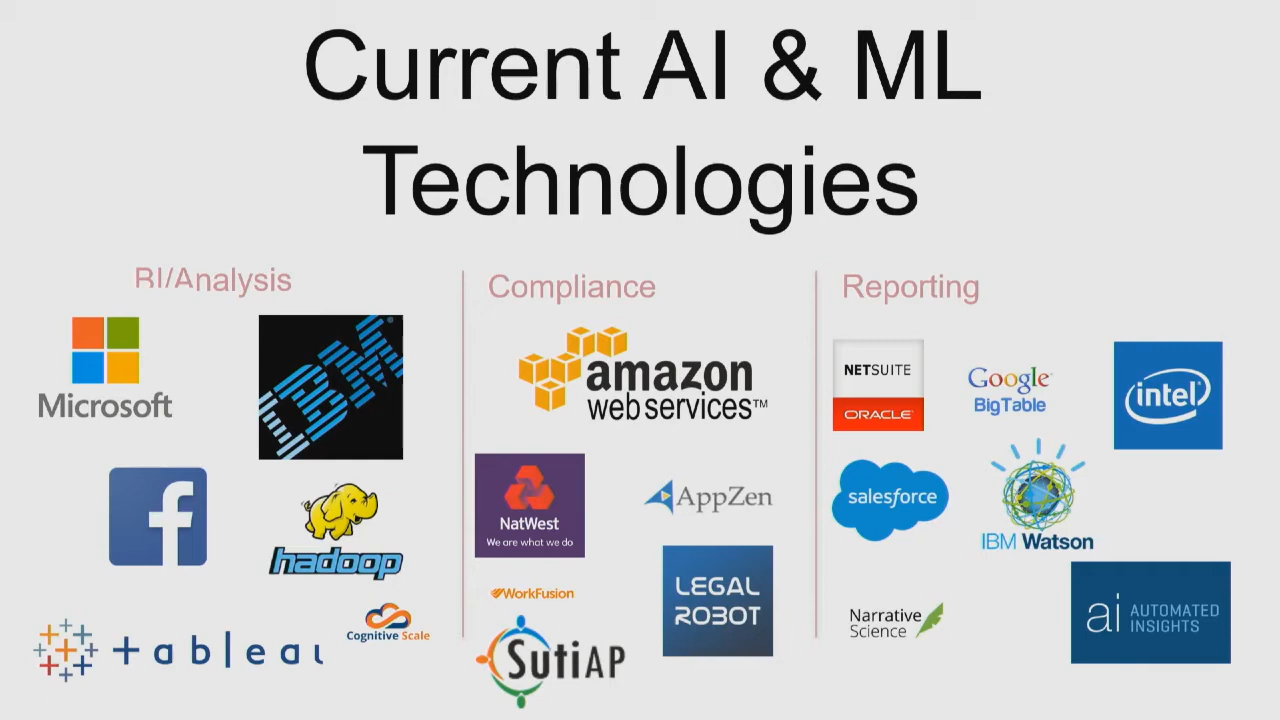 Current AI & ML
Technologies
BI/Analysis
Microsoft
IBM
hadoop
Cognitive Scale
+ableau
Compliance
amazon
web services™
NatWest
We are what we do
AppZen
WorkFusion
LEGAL
ROBOT
SutiAP
Reporting
NETSUITE
ORACLE
Google
BigTable
intel
salesforce
IBM Watson
Narrative
Science
ai AUTOMATED
INSIGHTS